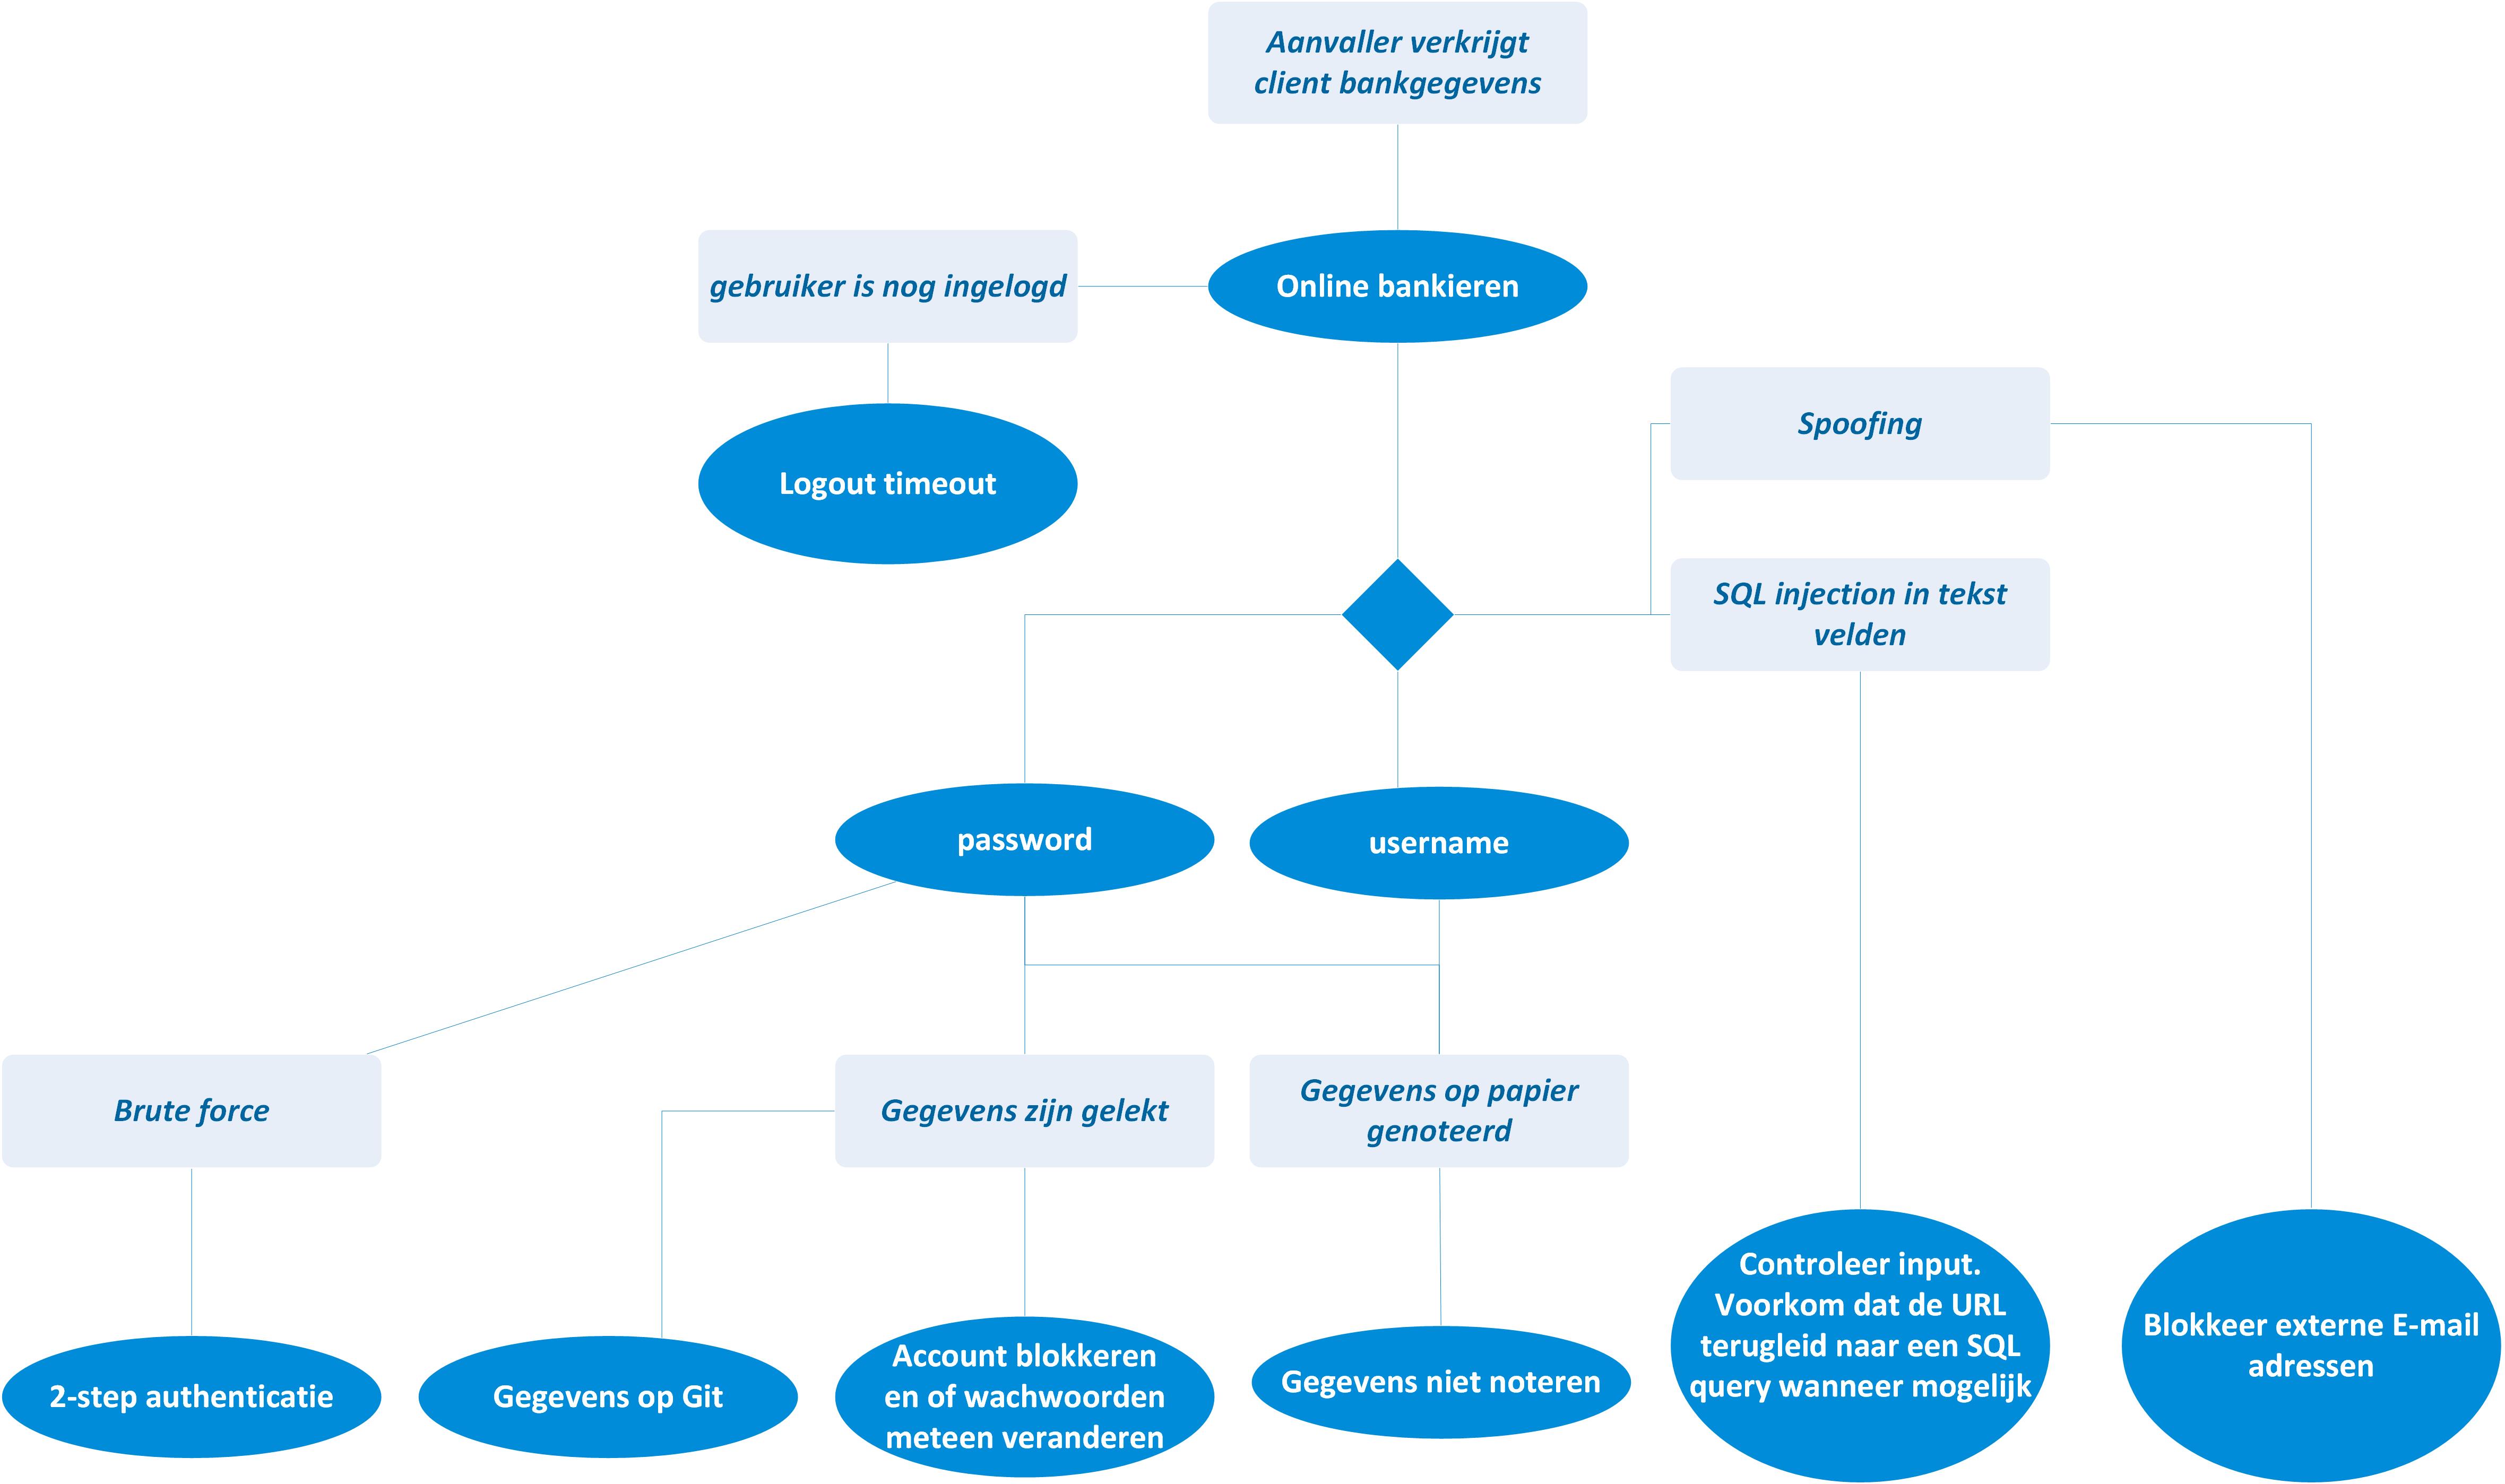 Aanvaller verkrijgt
client bankgegevens
gebruiker is nog ingelogd
Online bankieren
Spoofing
Logout timeout
SQL injection in tekst
velden
password
username
Brute force
Gegevens zijn gelekt
Gegevens op papier
genoteerd
2-step authenticatie
Gegevens op Git
Account blokkeren
en of wachwoorden
meteen veranderen
Gegevens niet noteren
Controleer input.
Voorkom dat de URL
terugleid naar een SQL
query wanneer mogelijk
Blokkeer externe E-mail
adressen